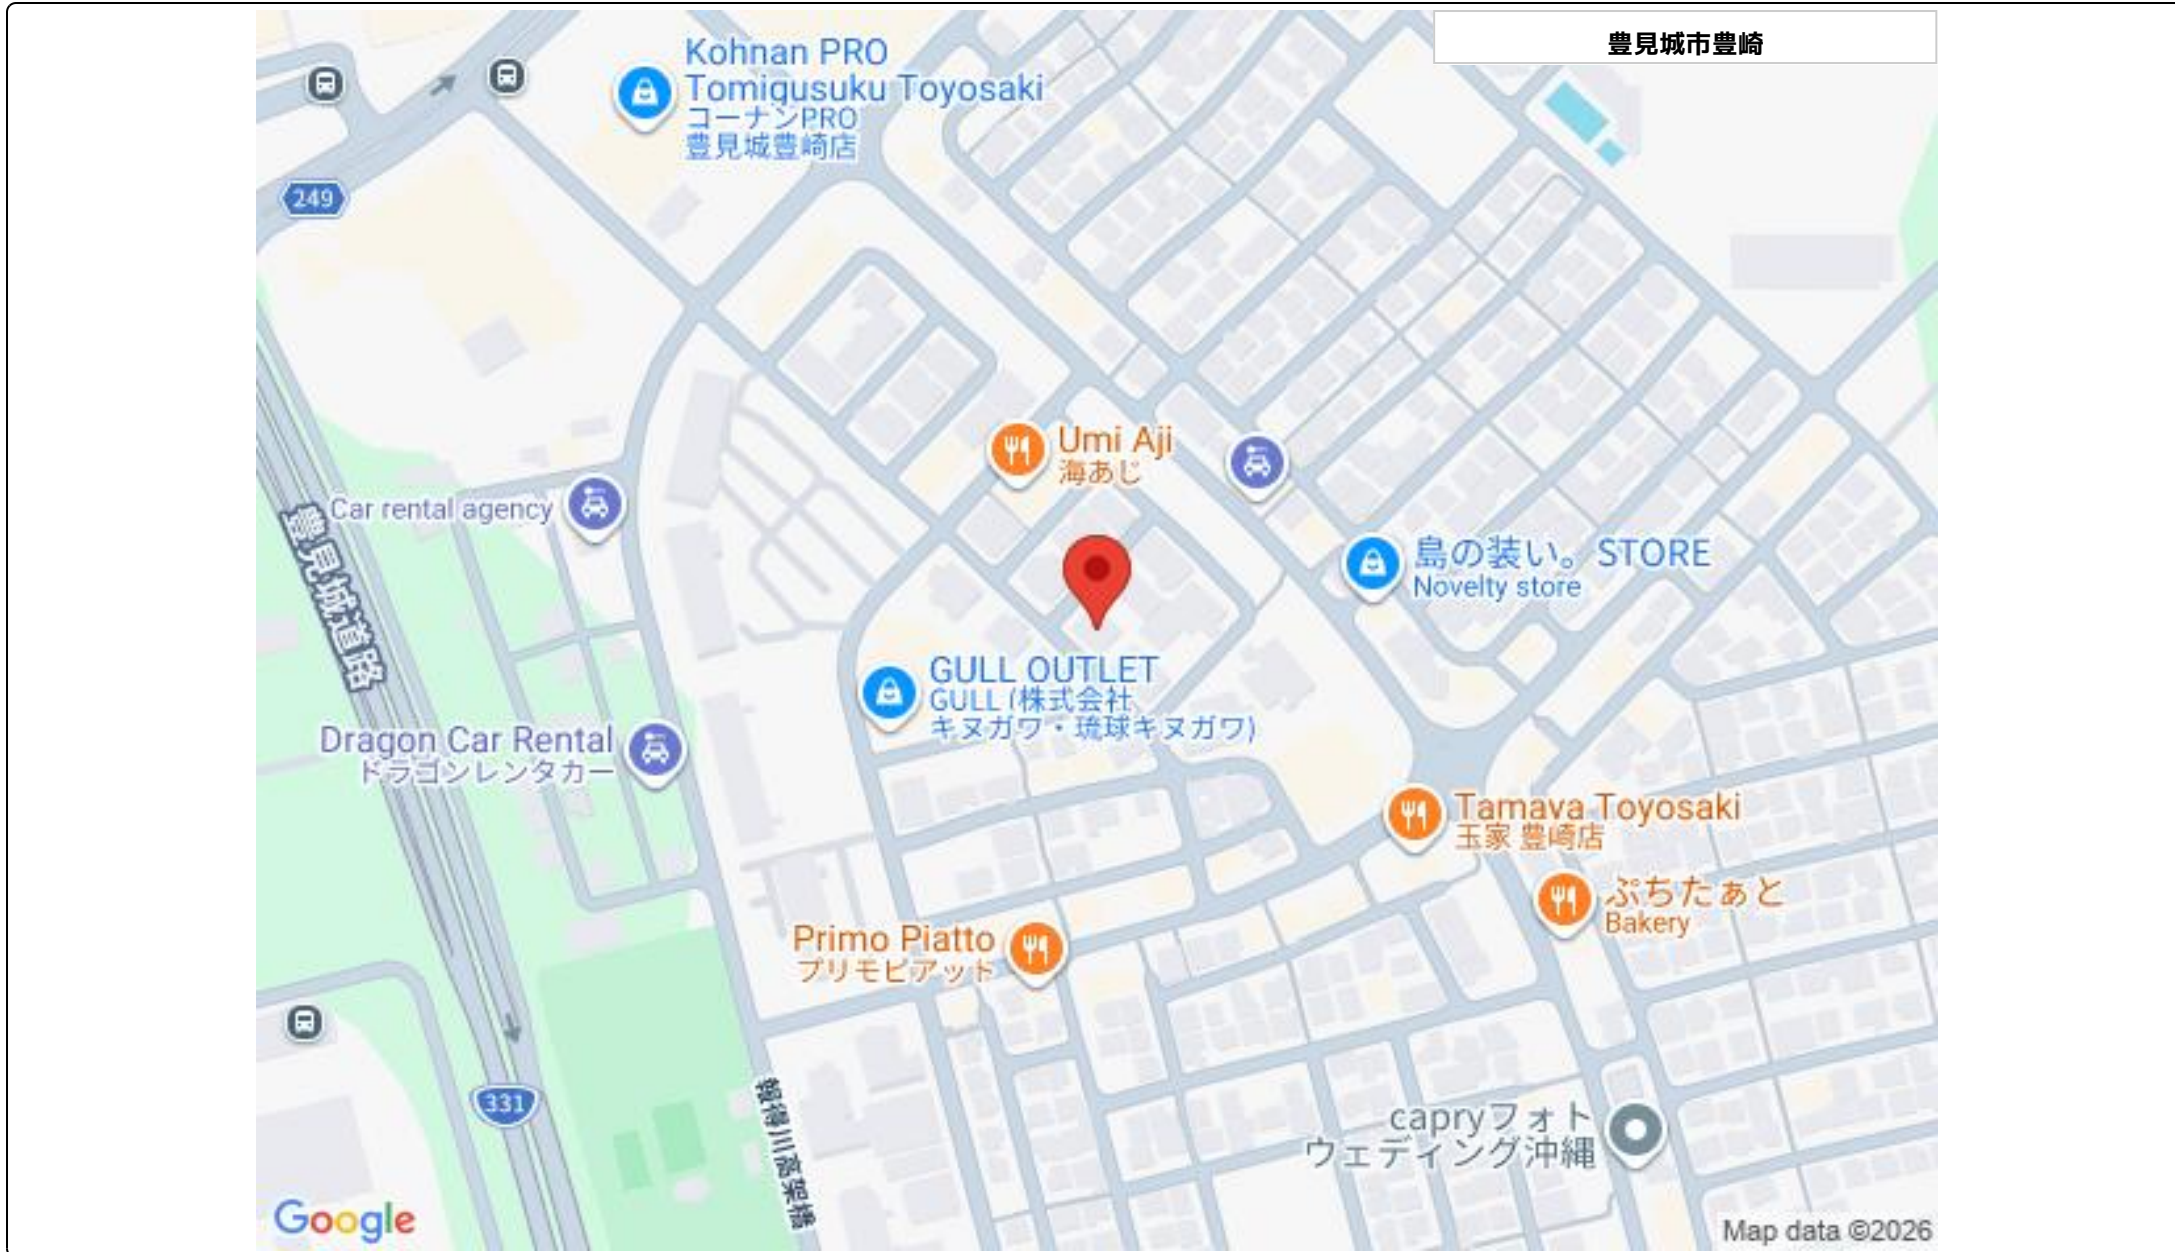 豊見城市豊崎
Kohnan PRO
Tomigusuku Toyosaki
コーナンPRO
豊見城豊崎店
249
Umi Aji
海あじ
Car rental agency
豊見城道路
島の装い。STORE
Novelty store
GULL OUTLET
GULL (株式会社
キヌガワ・琉球キヌガワ)
Dragon Car Rental
ドラゴンレンタカー
Tamaya Toyosaki
玉家 豊崎店
ぷちたぁと
Bakery
Primo Piatto
プリモピアット
331
報得川高架橋
capryフォト
ウェディング沖縄
Google
Map data ©2026